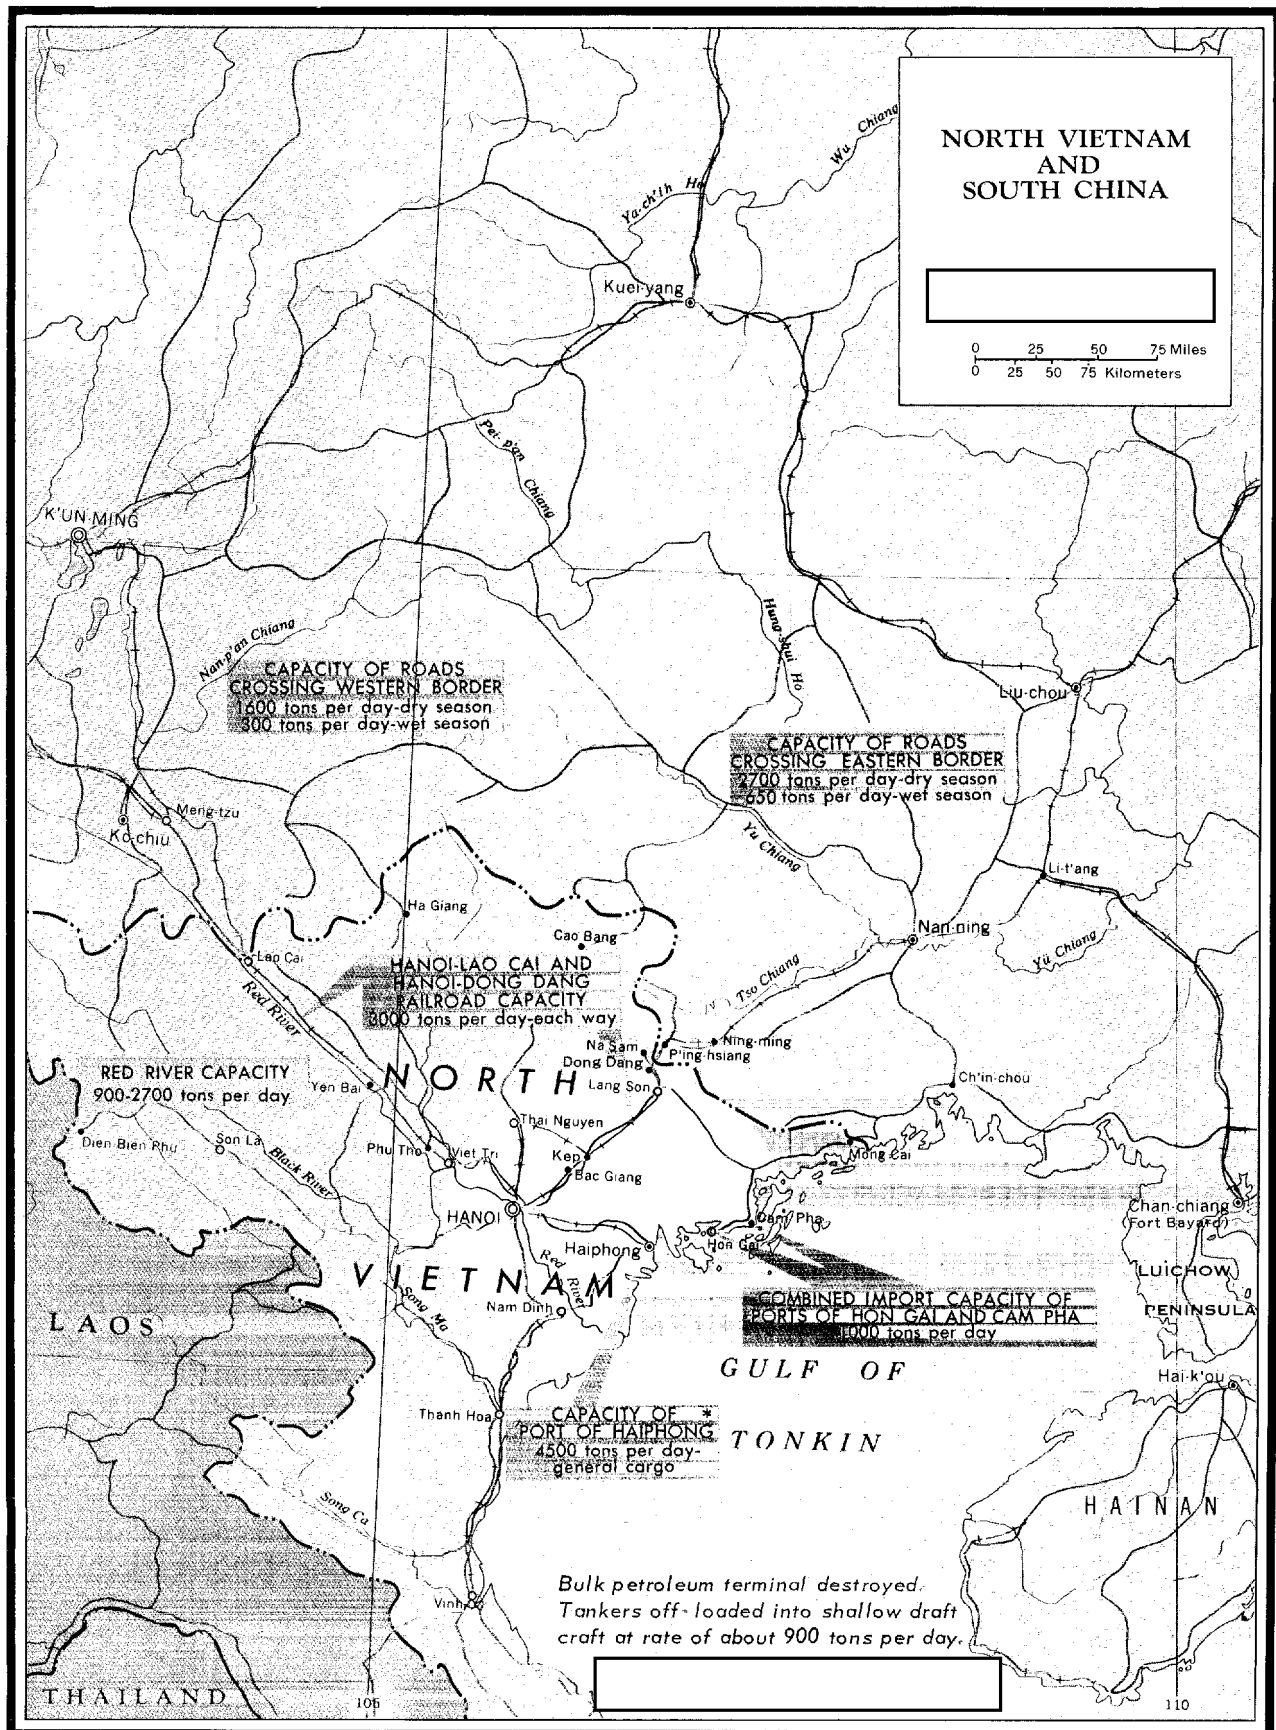 NORTH VIETNAM
AND
SOUTH CHINA
0 25 50 75 Miles
0 25 50 75 Kilometers
Wu Chiang
Ya-ch'ih Ho
Kuei-yang
Pei-p'an Chiang
K'UN-MING
Nan-p'an Chiang
Hung-shui Ho
CAPACITY OF ROADS
CROSSING WESTERN BORDER
1600 tons per day-dry season
300 tons per day-wet season
Liu-chou
CAPACITY OF ROADS
CROSSING EASTERN BORDER
2700 tons per day-dry season
650 tons per day-wet season
Meng-tzu
Ko-chiu
Yü Chiang
Li-t'ang
Ha Giang
Cao Bang
Nan-ning
Yü Chiang
Lao Cai
HANOI-LAO CAI AND
HANOI-DONG DANG
RAILROAD CAPACITY
3000 tons per day-each way
Tso Chiang
Red River
Na Sam
Ning-ming
P'ing-hsiang
Dong Dang
RED RIVER CAPACITY
900-2700 tons per day
Yen Bai
NORTH
Lang Son
Ch'in-chou
Thai Nguyen
Dien Bien Phu
Son La
Black River
Phu Tho
Viet Tri
Kep
Bac Giang
Mong Cai
HANOI
Chan-chiang
(Fort Bayard)
Cam Pha
Hon Gai
Haiphong
Red River
LUICHOW
PENINSULA
VIETNAM
Song Ma
Nam Dinh
COMBINED IMPORT CAPACITY OF
PORTS OF HON GAI AND CAM PHA
1000 tons per day
LAOS
GULF OF
Hai-k'ou
Thanh Hoa
CAPACITY OF *
PORT OF HAIPHONG
4500 tons per day-
general cargo
TONKIN
HAINAN
Song Ca
Vinh
Bulk petroleum terminal destroyed.
Tankers off-loaded into shallow draft
craft at rate of about 900 tons per day.
THAILAND
105
110